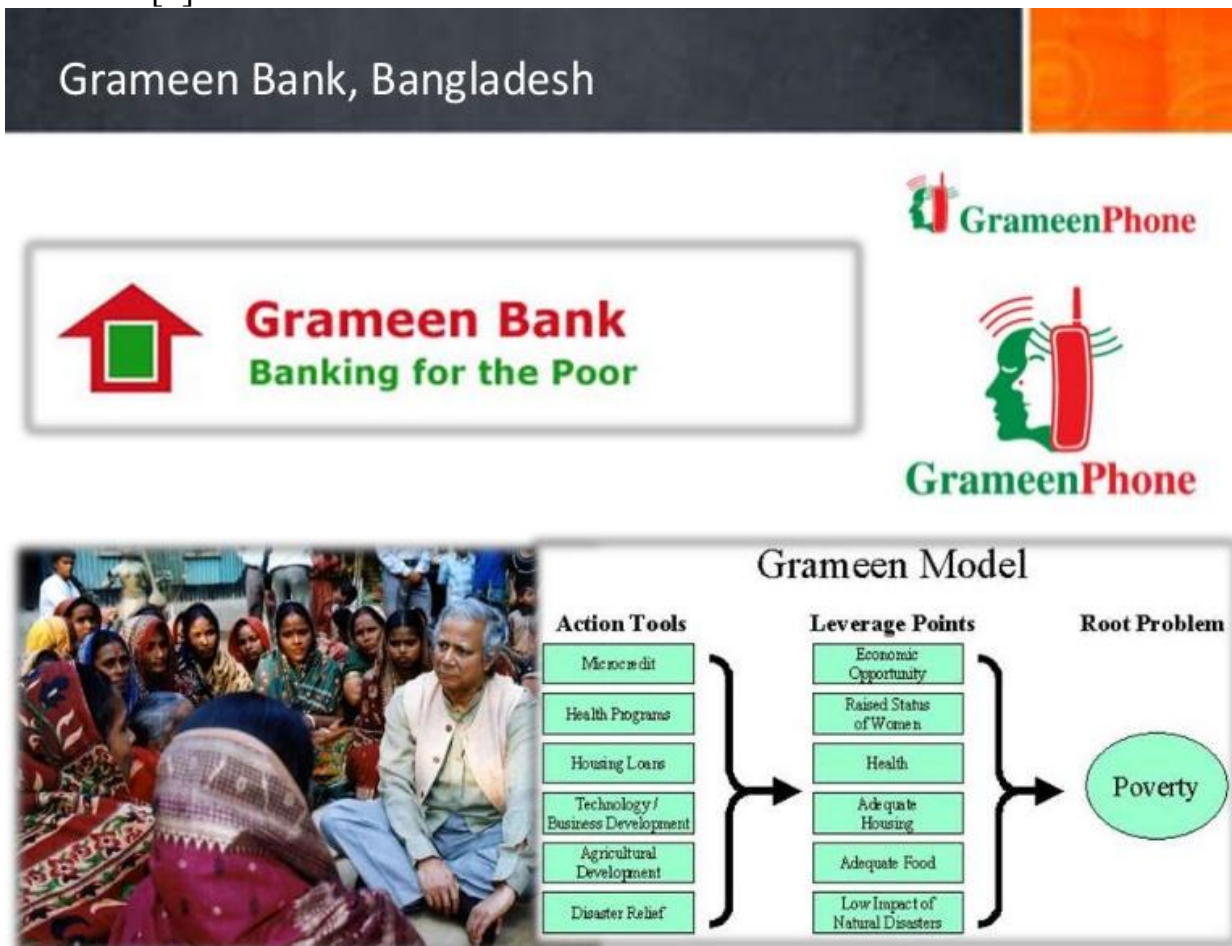 Grameen Bank, Bangladesh
GrameenPhone
Grameen Bank
Banking for the Poor
GrameenPhone
Grameen Model
Action Tools
Microcredit
Health Programs
Housing Loans
Technology /
Business Development
Agricultural
Development
Disaster Relief
Leverage Points
Economic
Opportunity
Raised Status
of Women
Health
Adequate
Housing
Adequate Food
Low Impact of
Natural Disasters
Root Problem
Poverty